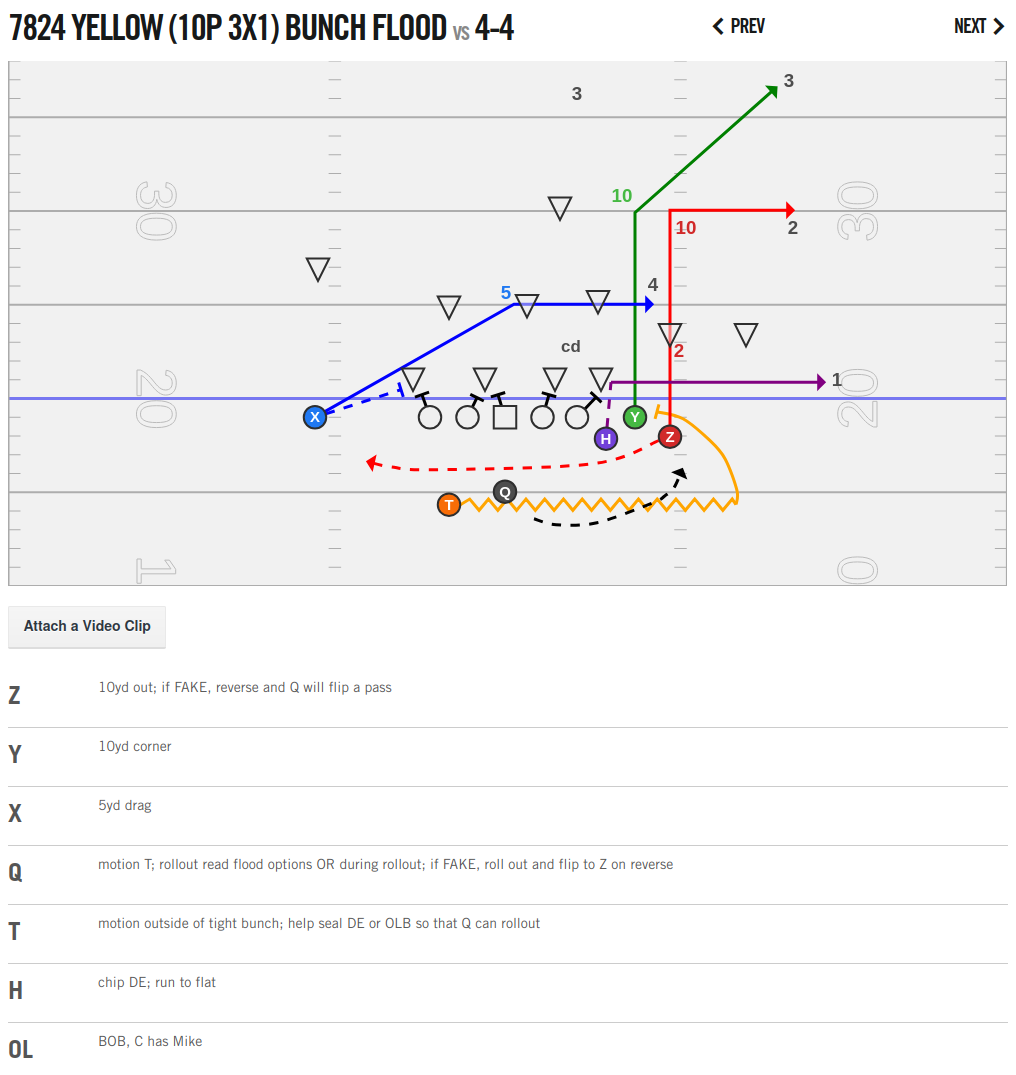 7824 YELLOW (10P 3X1) BUNCH FLOOD vs 4-4
PREV
NEXT
3
3
10
30
30
10
2
5
4
cd
2
20
20
1
X
Y
H
Z
Q
T
1
0
Attach a Video Clip
Z 10yd out; if FAKE, reverse and Q will flip a pass
Y 10yd corner
X 5yd drag
Q motion T; rollout read flood options OR during rollout; if FAKE, roll out and flip to Z on reverse
T motion outside of tight bunch; help seal DE or OLB so that Q can rollout
H chip DE; run to flat
OL BOB, C has Mike